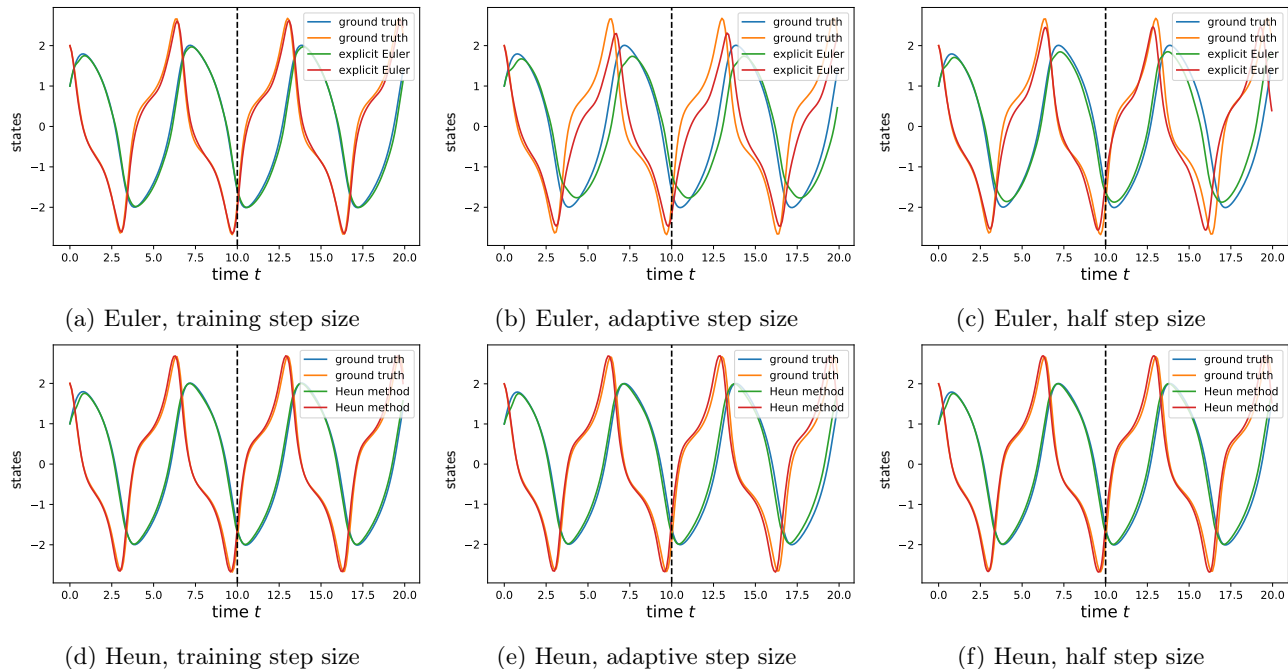 ground truth
ground truth
explicit Euler
explicit Euler
states
2
1
0
−1
−2
0.0 2.5 5.0 7.5 10.0 12.5 15.0 17.5 20.0
time t
(a) Euler, training step size
ground truth
ground truth
explicit Euler
explicit Euler
states
2
1
0
−1
−2
0.0 2.5 5.0 7.5 10.0 12.5 15.0 17.5 20.0
time t
(b) Euler, adaptive step size
ground truth
ground truth
explicit Euler
explicit Euler
states
2
1
0
−1
−2
0.0 2.5 5.0 7.5 10.0 12.5 15.0 17.5 20.0
time t
(c) Euler, half step size
ground truth
ground truth
Heun method
Heun method
states
2
1
0
−1
−2
0.0 2.5 5.0 7.5 10.0 12.5 15.0 17.5 20.0
time t
(d) Heun, training step size
ground truth
ground truth
Heun method
Heun method
states
2
1
0
−1
−2
0.0 2.5 5.0 7.5 10.0 12.5 15.0 17.5 20.0
time t
(e) Heun, adaptive step size
ground truth
ground truth
Heun method
Heun method
states
2
1
0
−1
−2
0.0 2.5 5.0 7.5 10.0 12.5 15.0 17.5 20.0
time t
(f) Heun, half step size